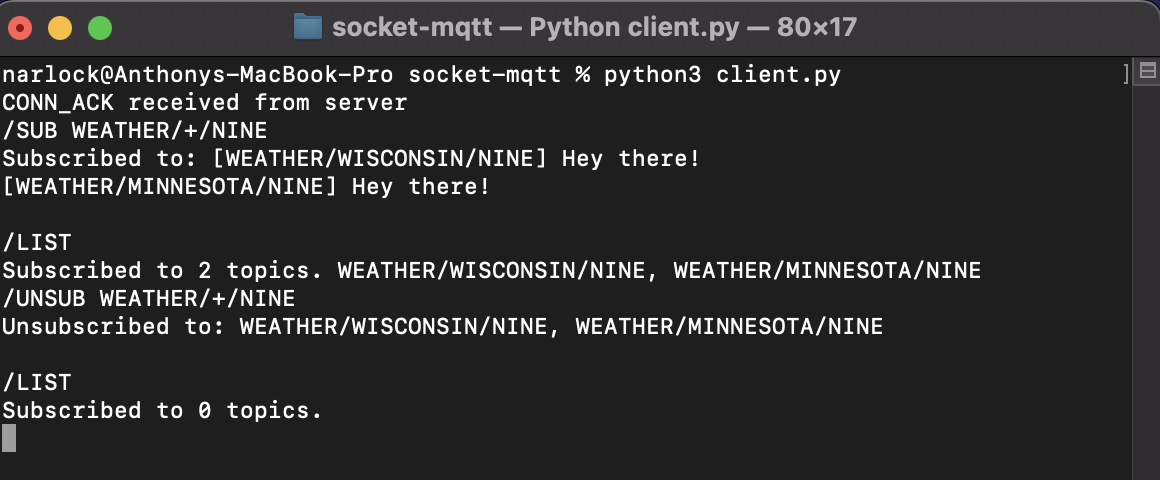 socket-mqtt — Python client.py — 80×17
narlock@Anthonys-MacBook-Pro socket-mqtt % python3 client.py ]
CONN_ACK received from server
/SUB WEATHER/+/NINE
Subscribed to: [WEATHER/WISCONSIN/NINE] Hey there!
[WEATHER/MINNESOTA/NINE] Hey there!
/LIST
Subscribed to 2 topics. WEATHER/WISCONSIN/NINE, WEATHER/MINNESOTA/NINE
/UNSUB WEATHER/+/NINE
Unsubscribed to: WEATHER/WISCONSIN/NINE, WEATHER/MINNESOTA/NINE
/LIST
Subscribed to 0 topics.